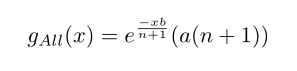 g_{All}(x) = e^{\frac{-xb}{n+1}}(a(n+1))